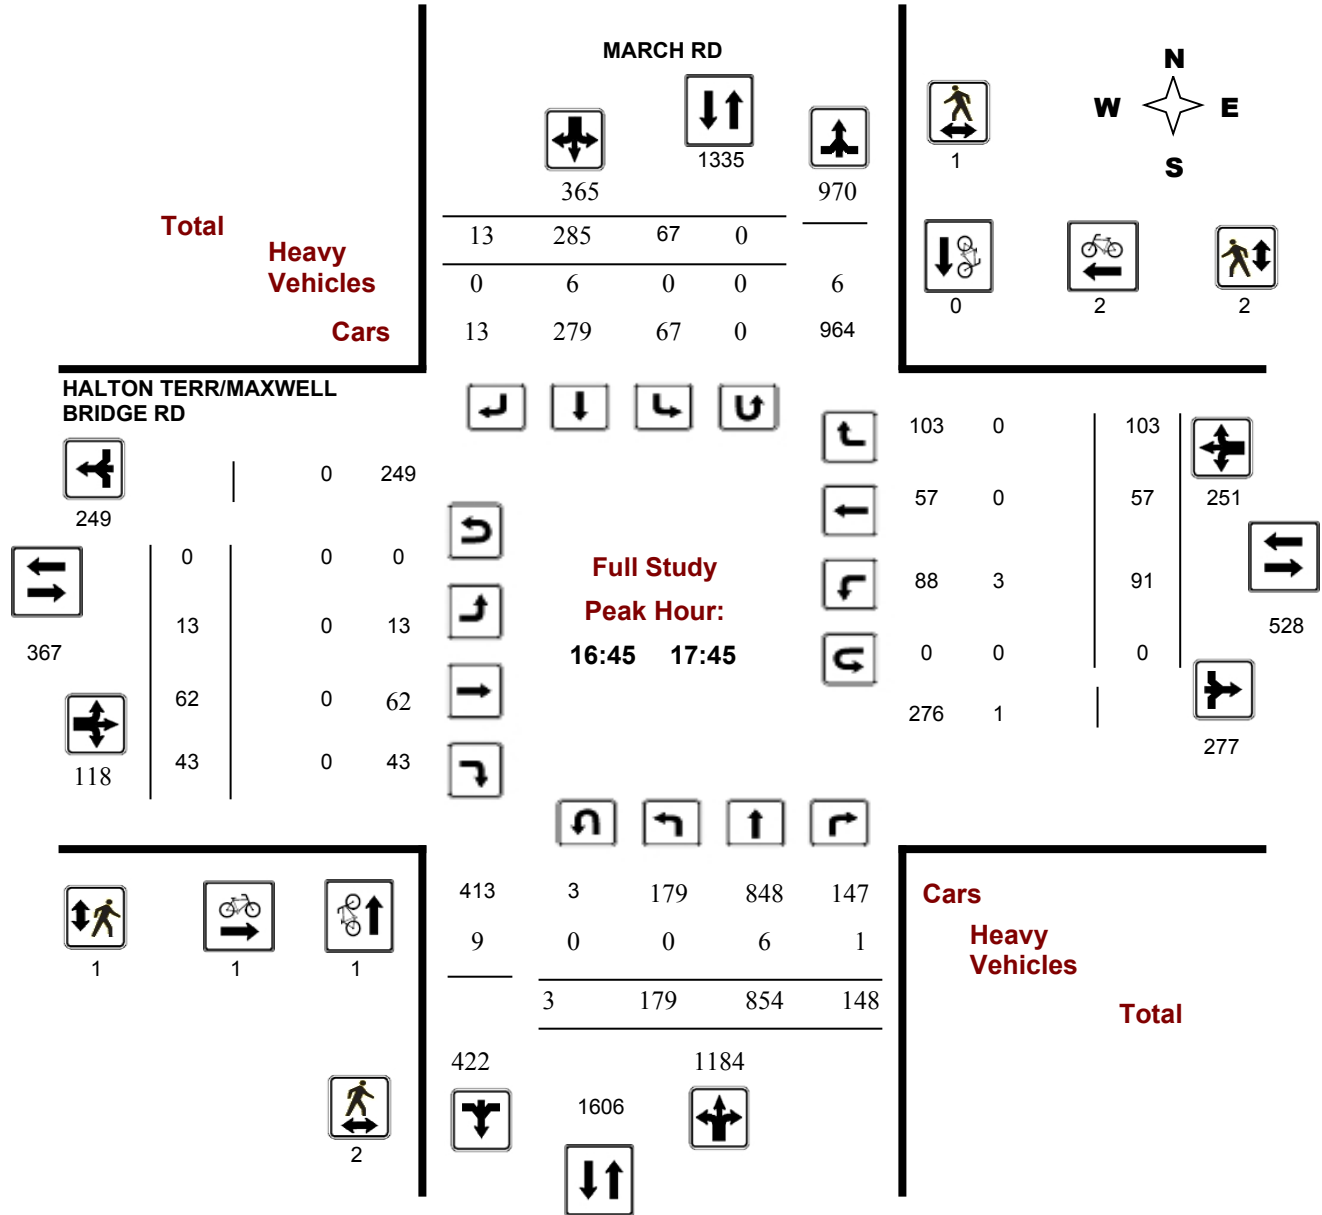 MARCH RD
N
W E
S
1335
1
365
970
Total
13 285 67 0
Heavy
Vehicles
0 6 0 0 6
0 2 2
Cars
13 279 67 0 964
HALTON TERR/MAXWELL
BRIDGE RD
103 0 103
0 249
249
57 0 57
251
0 0 0
Full Study
88 3 91
Peak Hour:
13 0 13
528
367
16:45 17:45
0 0 0
62 0 62
276 1
277
43 0 43
118
413 3 179 848 147
Cars
9 0 0 6 1
Heavy
Vehicles
1 1 1
3 179 854 148
Total
422 1184
1606
2